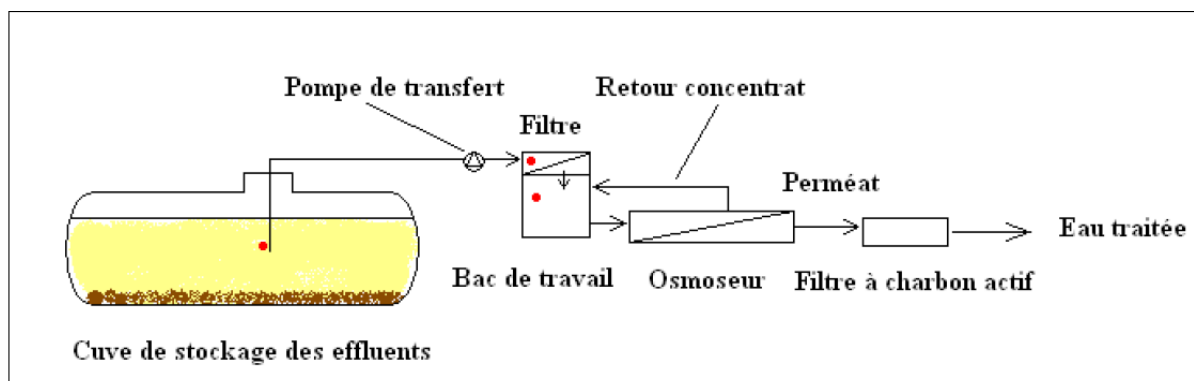 Pompe de transfert
Retour concentrat
Filtre
Perméat
Eau traitée
Bac de travail
Osmoseur
Filtre à charbon actif
Cuve de stockage des effluents